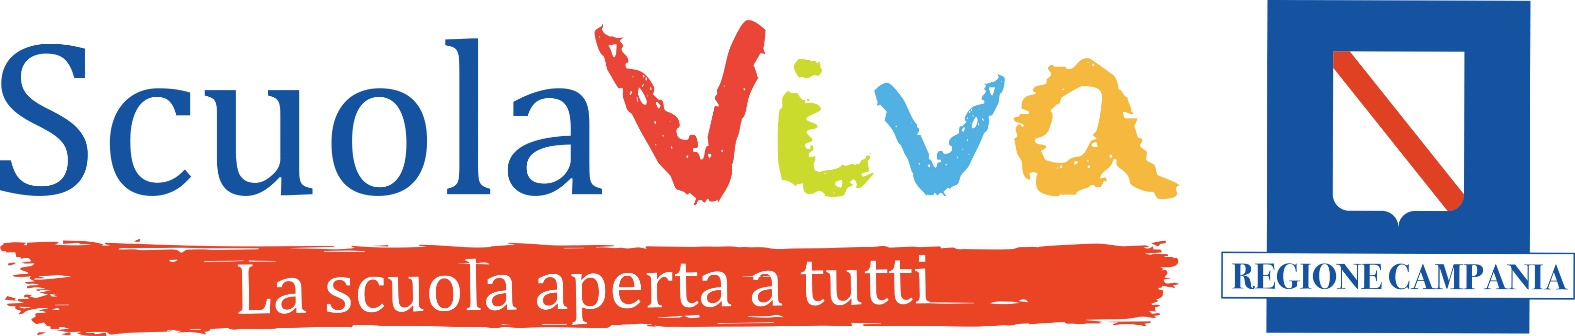 ScuolaViva
La scuola aperta a tutti
REGIONE CAMPANIA